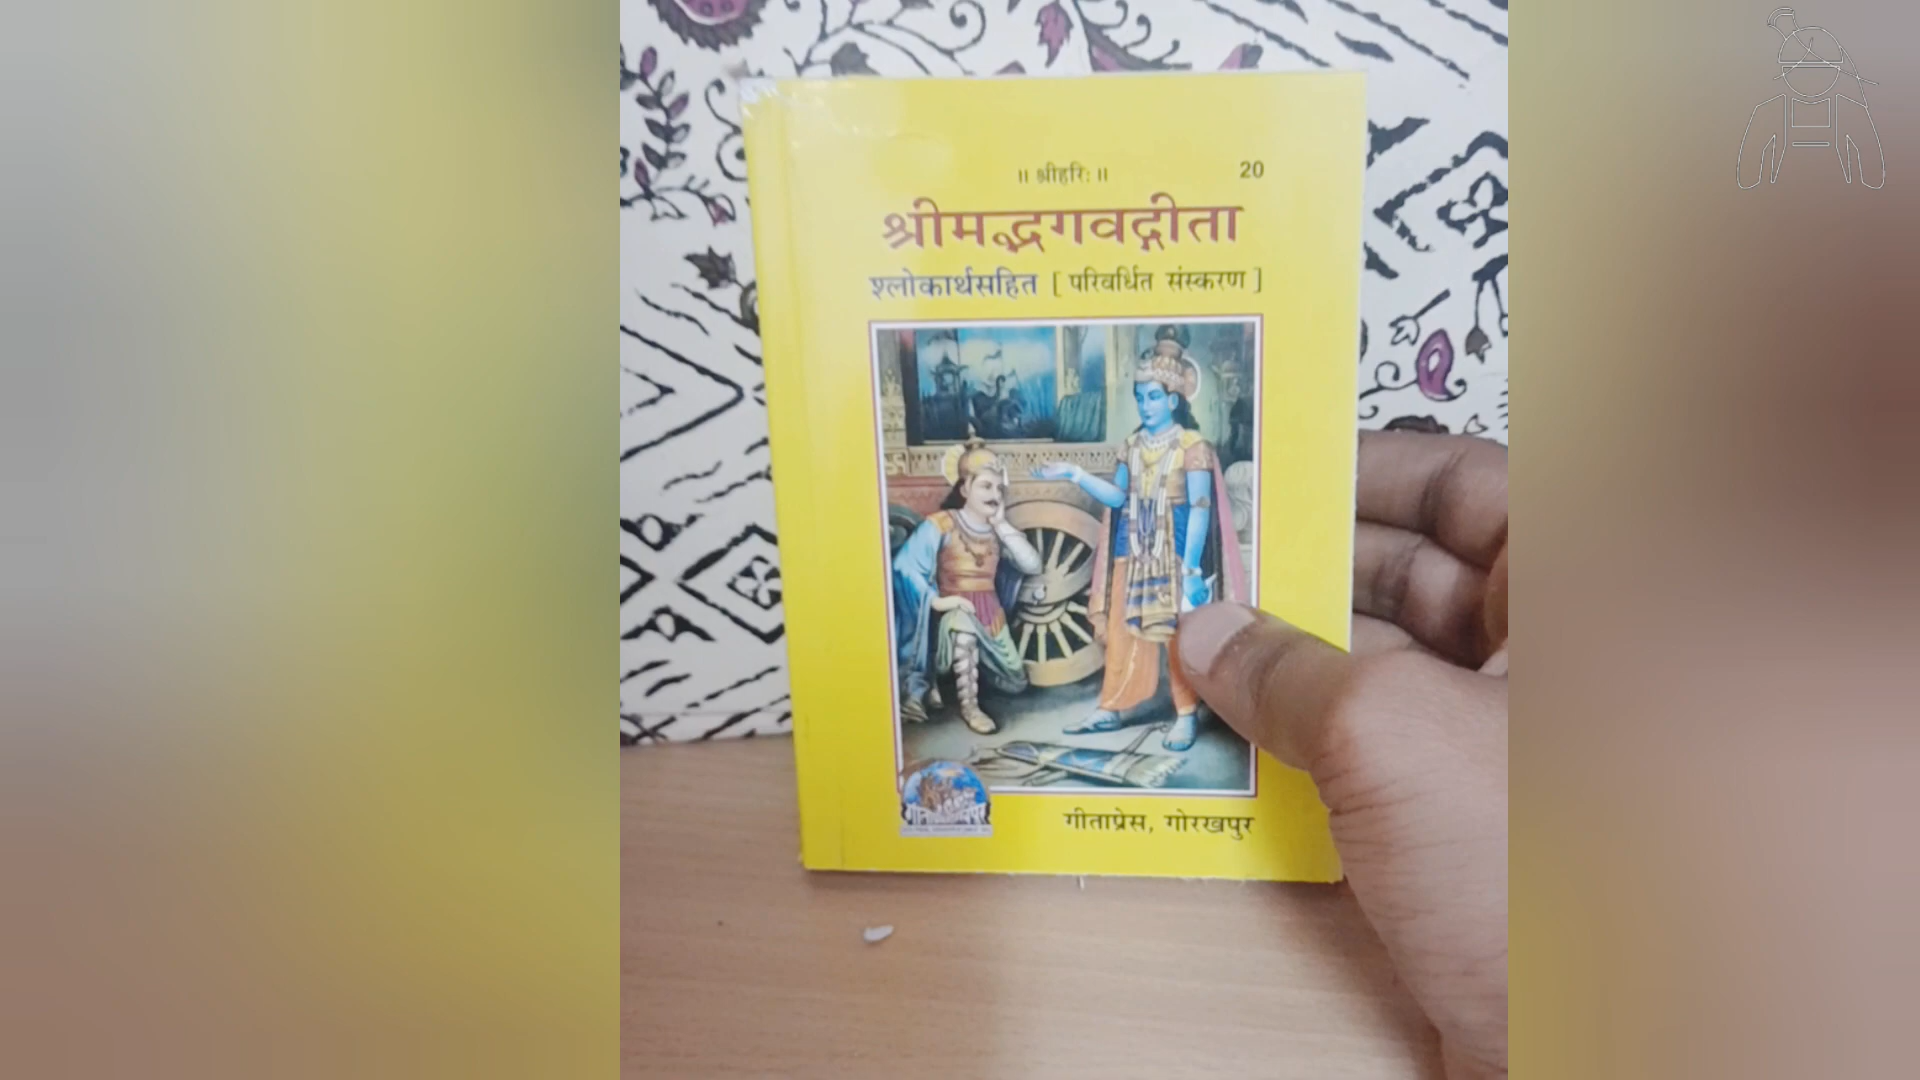 ॥ श्रीहरिः ॥ 20
श्रीमद्भगवद्गीता
श्लोकार्थसहित [ परिवर्धित संस्करण ]
गीताप्रेस, गोरखपुर